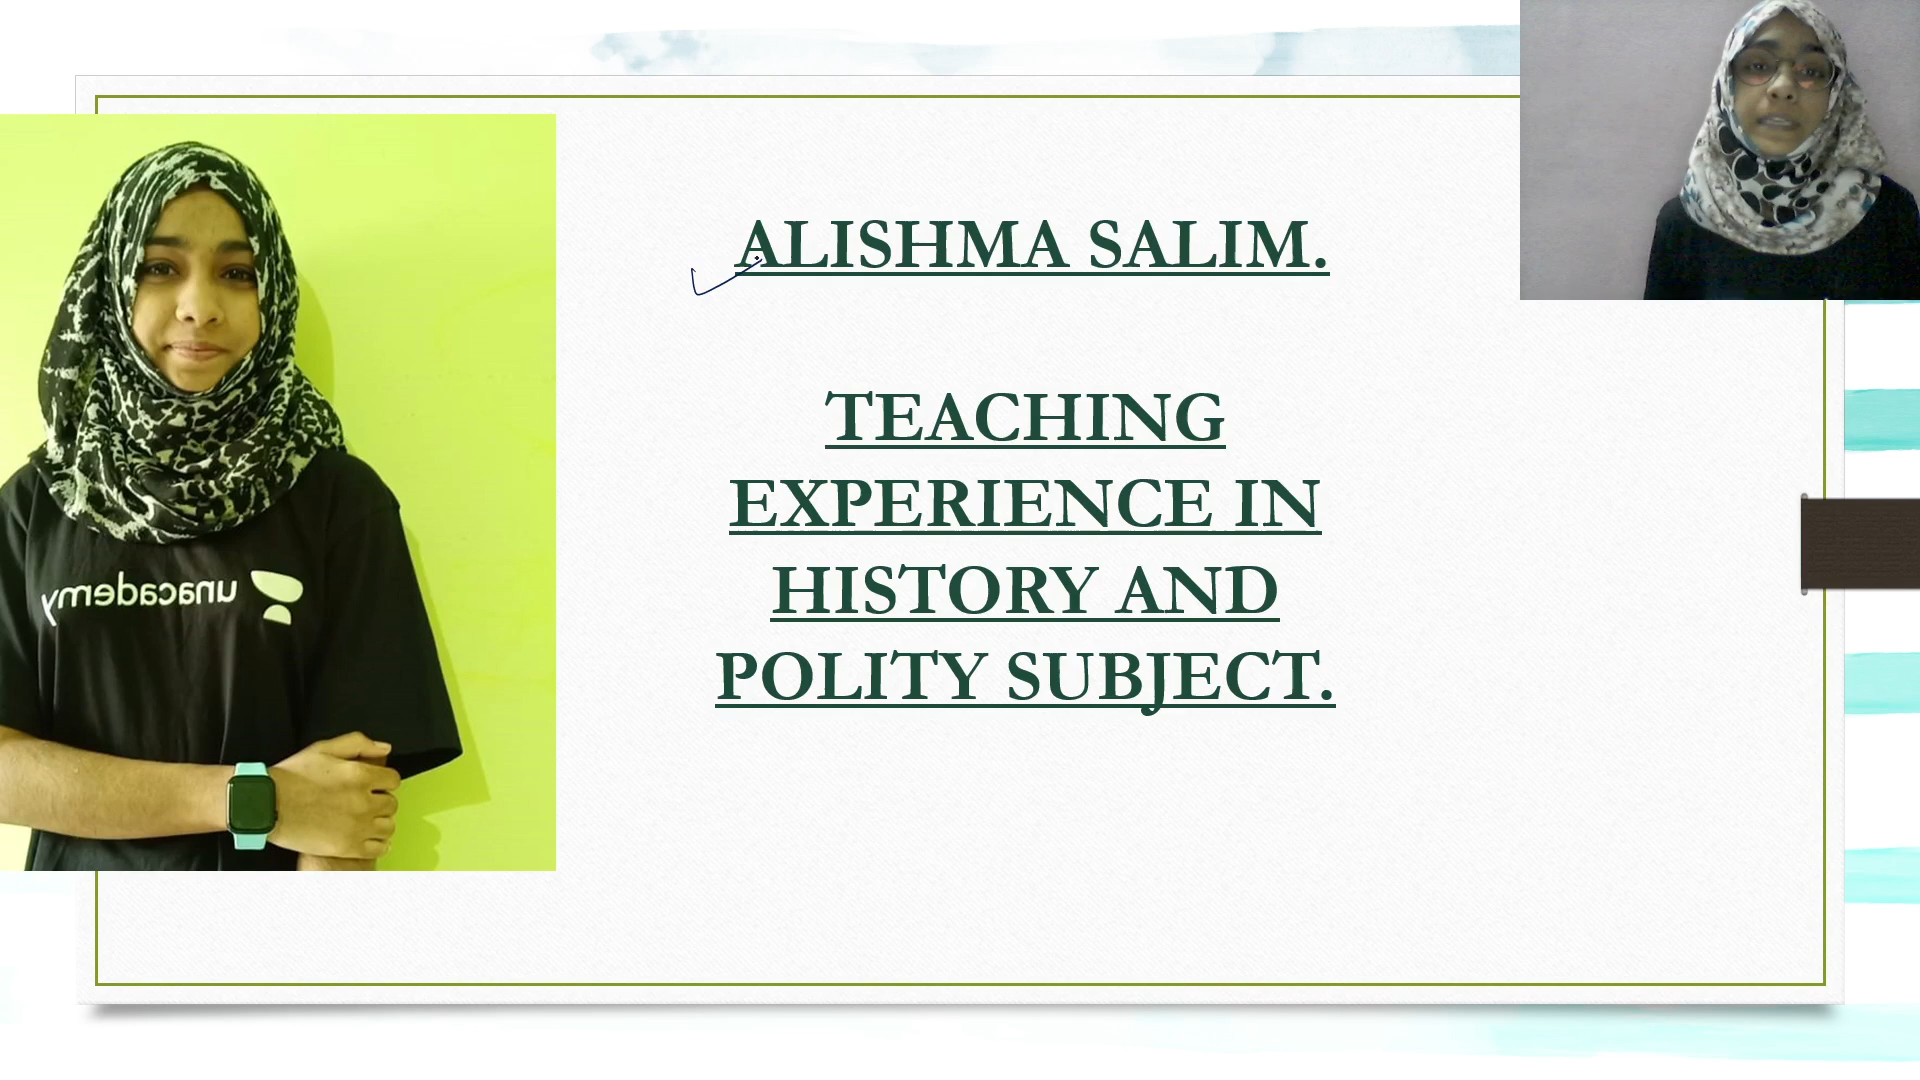 ALISHMA SALIM.
TEACHING
EXPERIENCE IN
HISTORY AND
POLITY SUBJECT.
unacademy